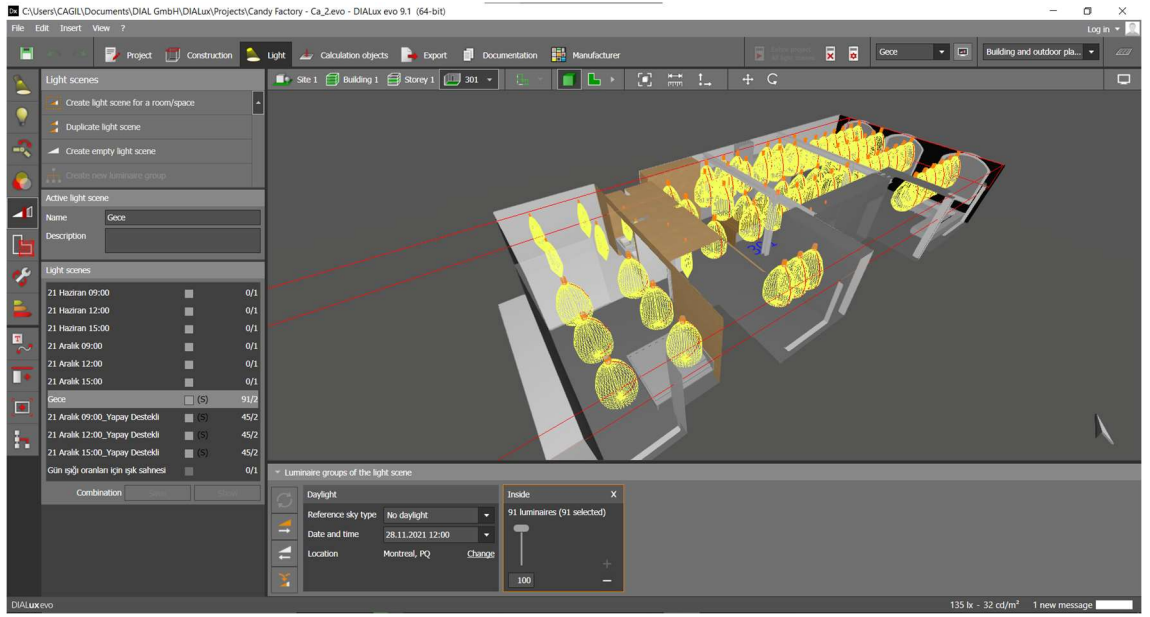 C:\Users\CAGIL\Documents\DIAL GmbH\DIALux\Projects\Candy Factory - Ca_2.evo - DIALux evo 9.1 (64-bit)
File Edit Insert View ?
Log in
Project Construction Light Calculation objects Export Documentation Manufacturer
Gece
Building and outdoor pla...
Light scenes
Site 1 Building 1 Storey 1 301
Create light scene for a room/space
Duplicate light scene
Create empty light scene
Create new luminaire group
Active light scene
Name Gece
Description
Light scenes
21 Haziran 09:00 0/1
21 Haziran 12:00 0/1
21 Haziran 15:00 0/1
21 Aralık 09:00 0/1
21 Aralık 12:00 0/1
21 Aralık 15:00 0/1
Gece (S) 91/2
21 Aralık 09:00_Yapay Destekli (S) 45/2
21 Aralık 12:00_Yapay Destekli (S) 45/2
21 Aralık 15:00_Yapay Destekli (S) 45/2
Gün ışığı oranları için ışık sahnesi 0/1
Combination
Luminaire groups of the light scene
Daylight
Reference sky type No daylight
Date and time 28.11.2021 12:00
Location Montreal, PQ Change
Inside X
91 luminaires (91 selected)
100
DIALux evo
135 lx - 32 cd/m² 1 new message